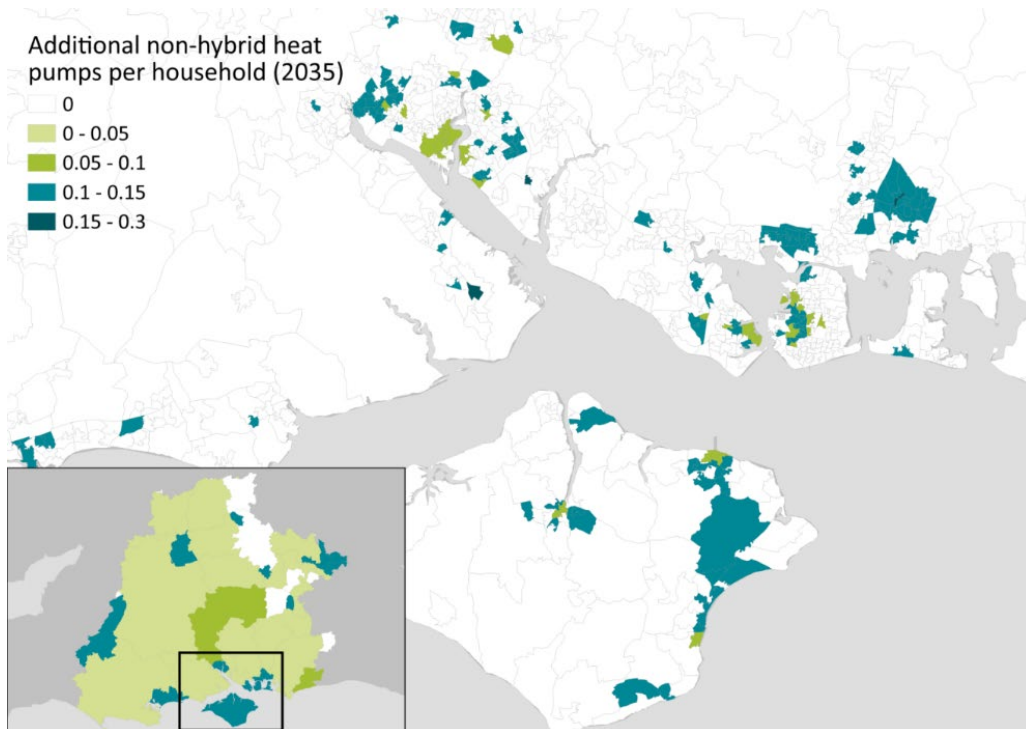 Additional non-hybrid heat
pumps per household (2035)
0
0 - 0.05
0.05 - 0.1
0.1 - 0.15
0.15 - 0.3